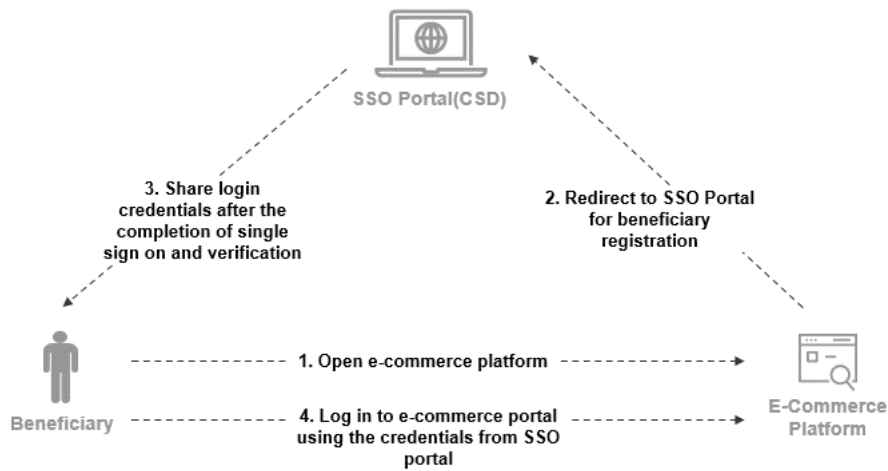 SSO Portal(CSD)
3. Share login
credentials after the
completion of single
sign on and verification
2. Redirect to SSO Portal
for beneficiary
registration
1. Open e-commerce platform
Beneficiary
4. Log in to e-commerce portal
using the credentials from SSO
portal
E-Commerce
Platform